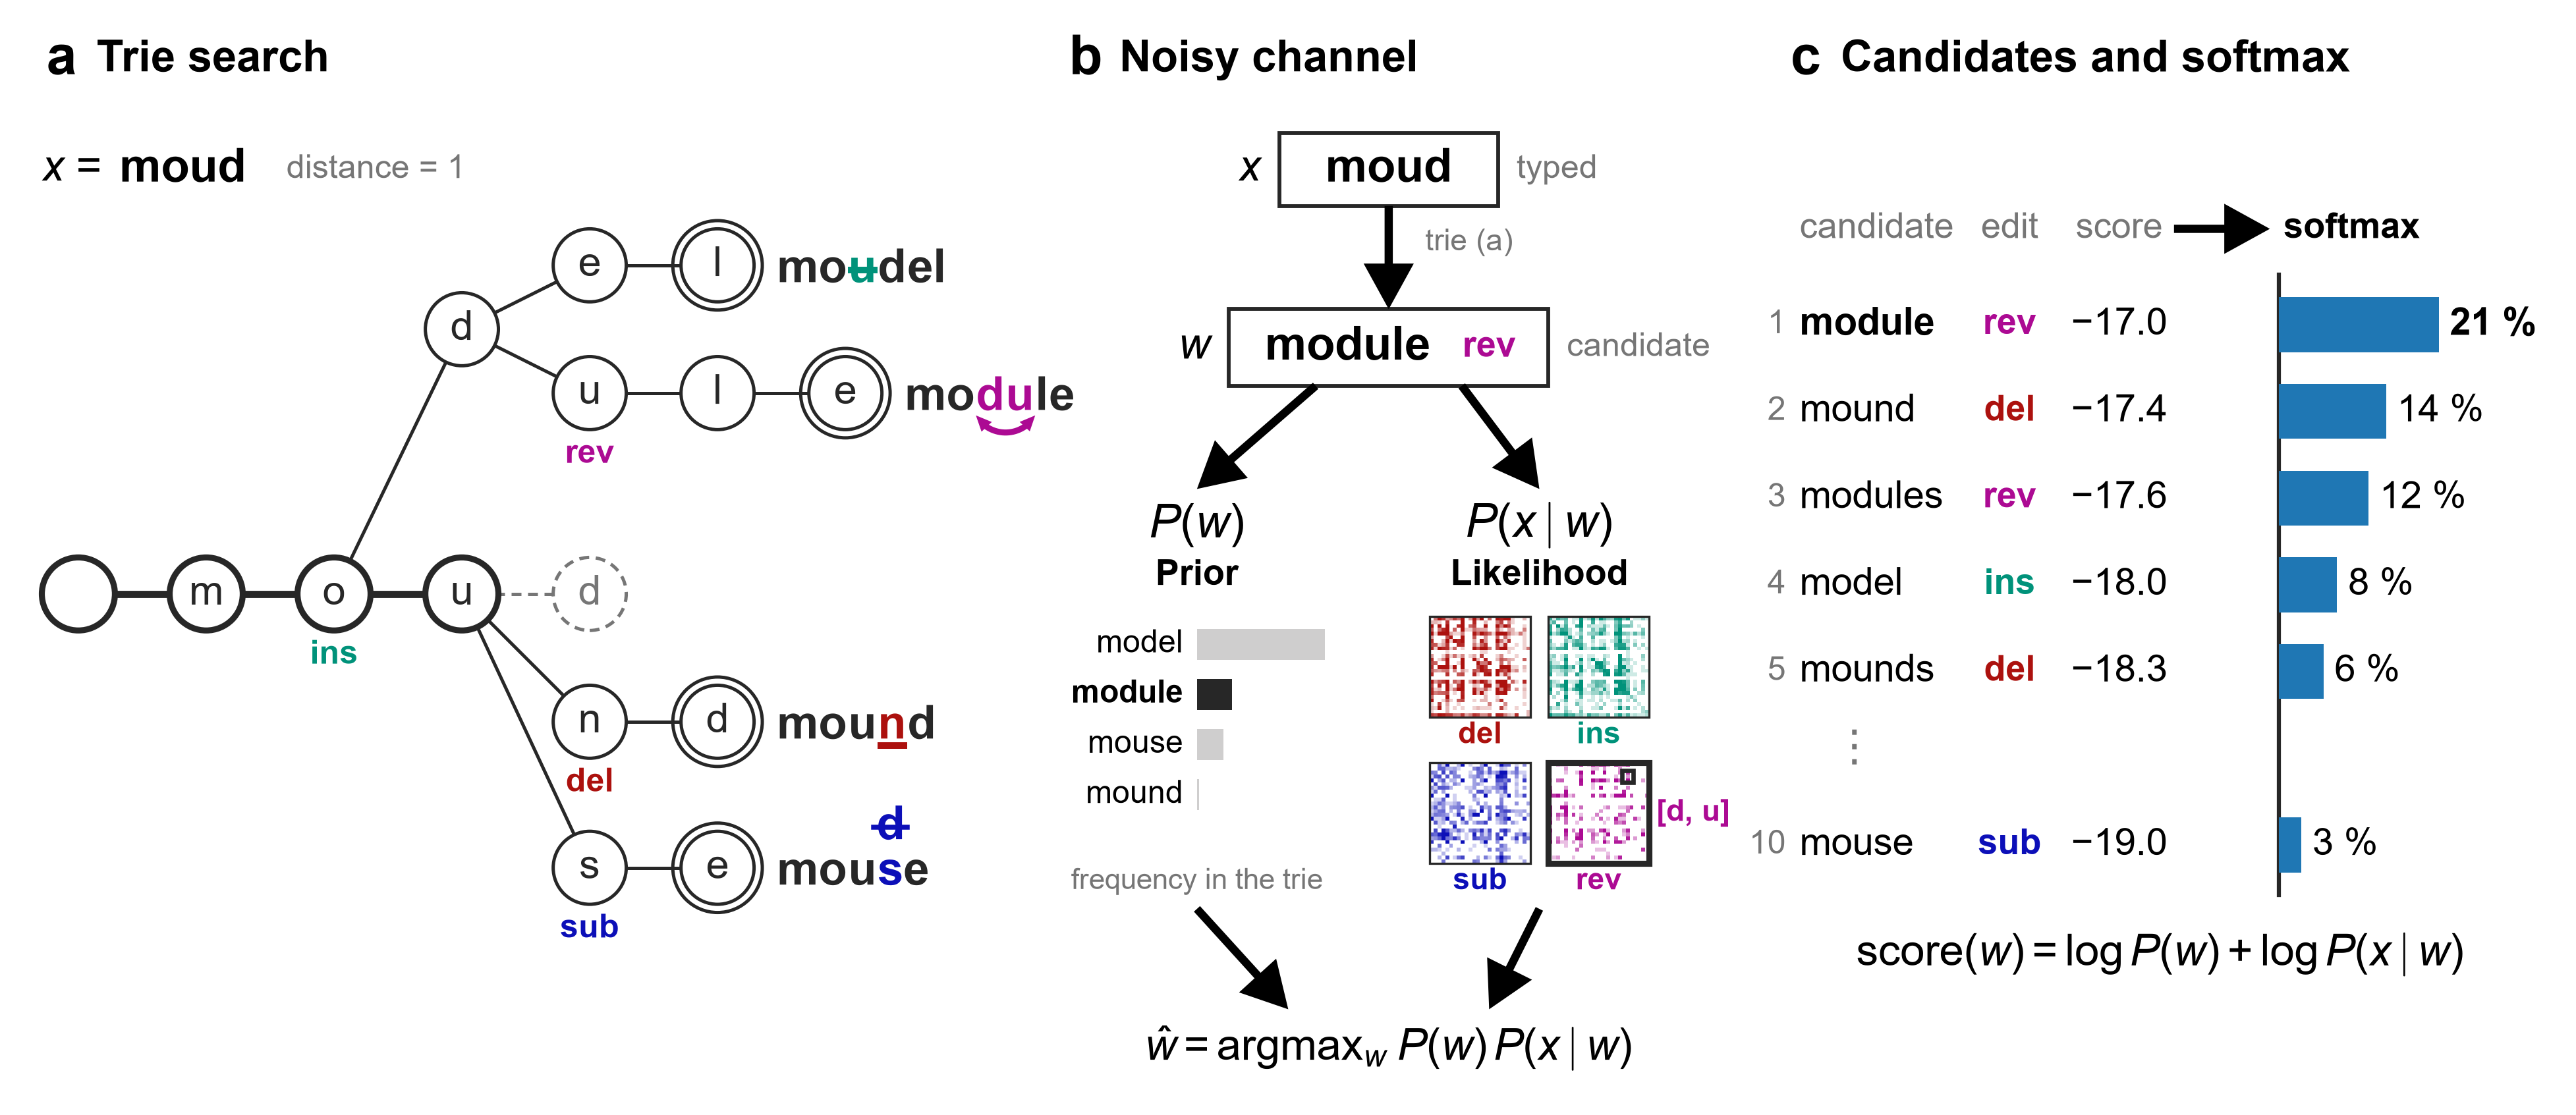 a Trie search
x = moud distance = 1
e l moudel
d
u l e module
rev
m o u d
ins
n d mound
del
d
s e mouse
sub
b Noisy channel
x moud typed
trie (a)
w module rev candidate
P(w) P(x | w)
Prior Likelihood
model
module
mouse
mound
del ins
[d, u]
sub rev
frequency in the trie
ŵ = argmax_w P(w) P(x | w)
c Candidates and softmax
candidate edit score softmax
1 module rev −17.0 21 %
2 mound del −17.4 14 %
3 modules rev −17.6 12 %
4 model ins −18.0 8 %
5 mounds del −18.3 6 %
⋮
10 mouse sub −19.0 3 %
score(w) = log P(w) + log P(x | w)